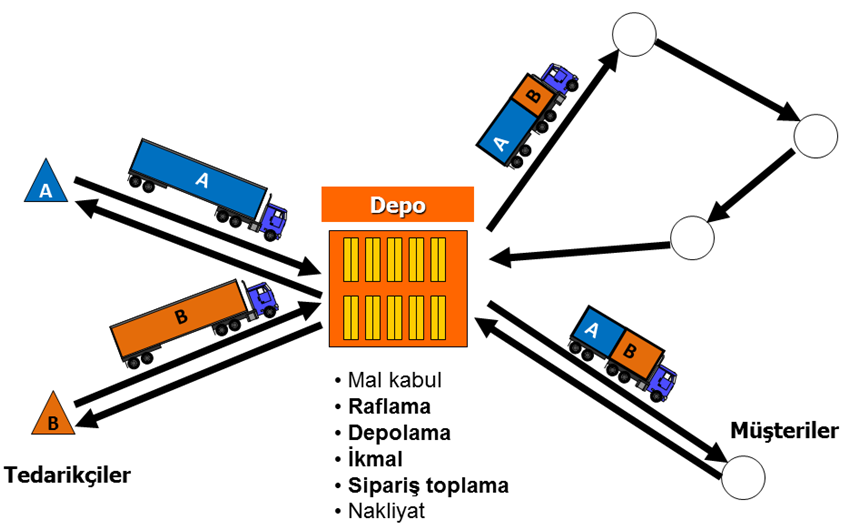 A
A
B
B
Tedarikçiler
Depo
• Mal kabul
• Raflama
• Depolama
• İkmal
• Sipariş toplama
• Nakliyat
A
B
A
B
Müşteriler